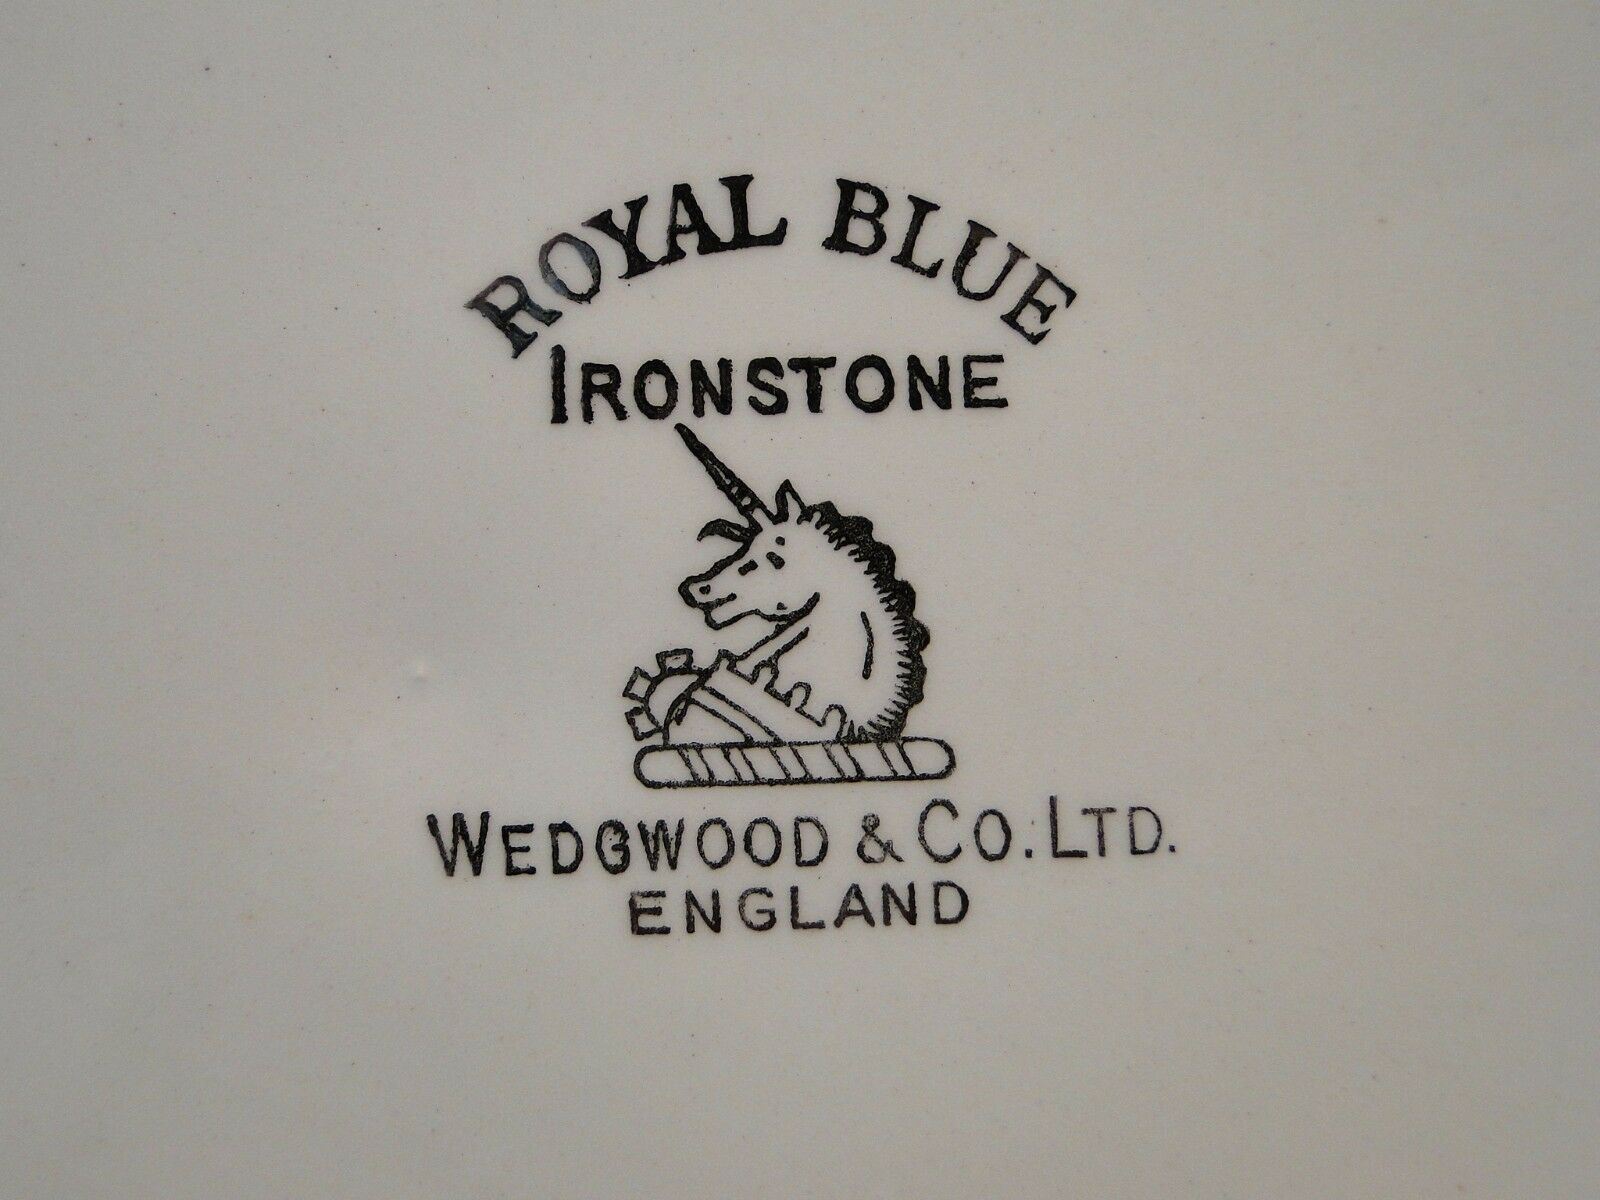 ROYAL BLUE
IRONSTONE
WEDGWOOD & CO. LTD.
ENGLAND